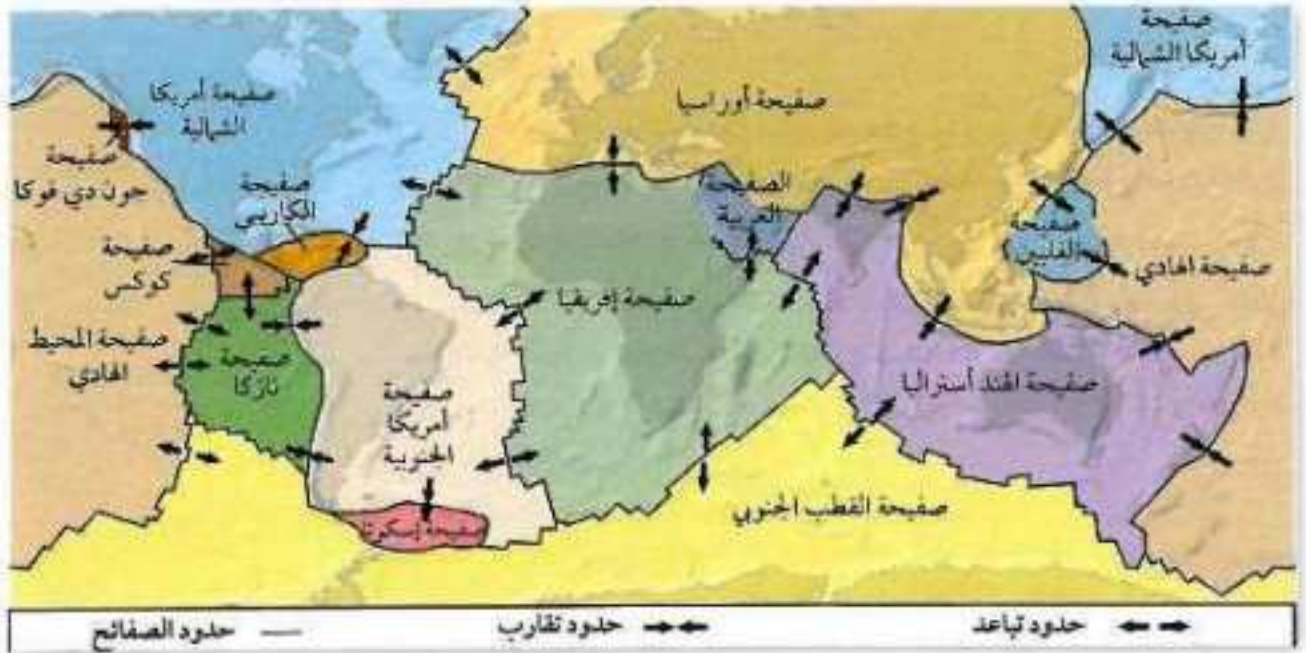 صفيحة
أمريكا الشمالية
صفيحة أوراسيا
صفيحة أمريكا
الشمالية
صفيحة
جون دي فوكا
صفيحة
الكاريبي
الصفيحة
العربية
صفيحة
الفلبين
صفيحة الهادي
صفيحة
كوكس
صفيحة إفريقيا
صفيحة المحيط
الهادي
صفيحة
نازكا
صفيحة
أمريكا
الجنوبية
صفيحة الهند أستراليا
صفيحة القطب الجنوبي
صفيحة إسكوتا
حدود تباعد
حدود تقارب
حدود الصفائح